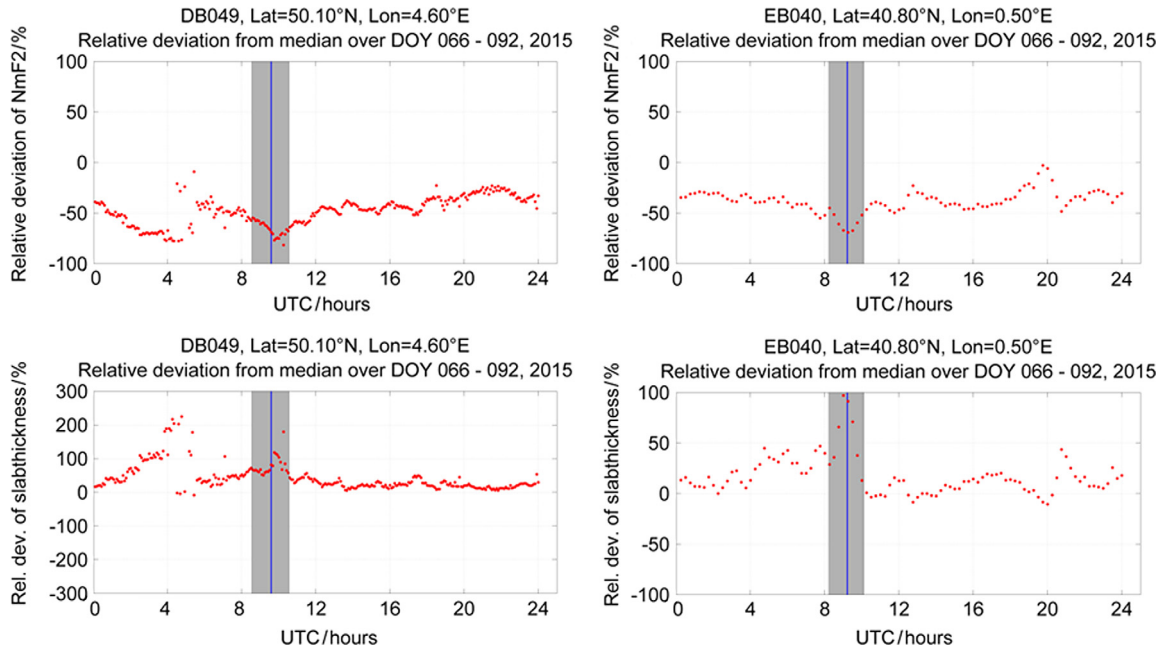 DB049, Lat=50.10°N, Lon=4.60°E
Relative deviation from median over DOY 066 - 092, 2015
Relative deviation of NmF2/%
100
50
0
-50
-100
0 4 8 12 16 20 24
UTC/hours
EB040, Lat=40.80°N, Lon=0.50°E
Relative deviation from median over DOY 066 - 092, 2015
Relative deviation of NmF2/%
100
50
0
-50
-100
0 4 8 12 16 20 24
UTC/hours
DB049, Lat=50.10°N, Lon=4.60°E
Relative deviation from median over DOY 066 - 092, 2015
Rel. dev. of slabthickness/%
300
200
100
0
-100
-200
-300
0 4 8 12 16 20 24
UTC/hours
EB040, Lat=40.80°N, Lon=0.50°E
Relative deviation from median over DOY 066 - 092, 2015
Rel. dev. of slabthickness/%
100
50
0
-50
-100
0 4 8 12 16 20 24
UTC/hours